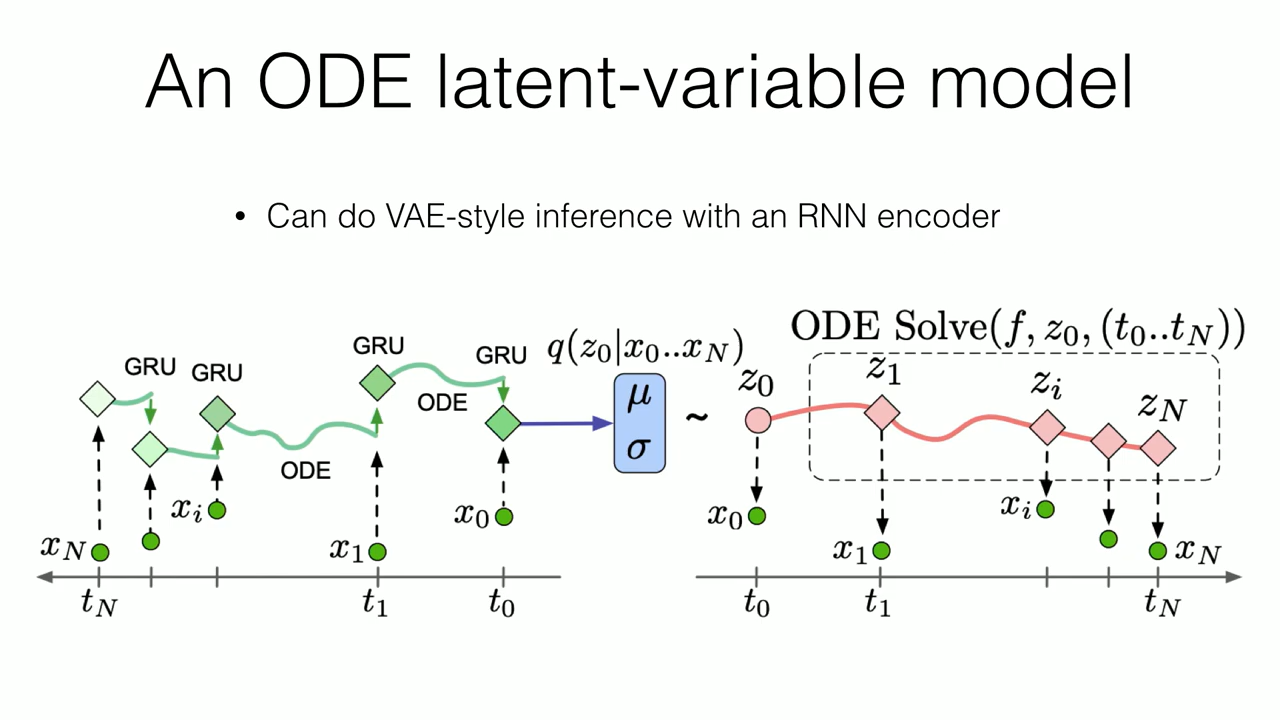 An ODE latent-variable model
• Can do VAE-style inference with an RNN encoder
ODE Solve(f, z₀, (t₀..t_N))
GRU GRU GRU GRU q(z₀|x₀..x_N)
z₀ z₁ z_i z_N
ODE ODE
μ
σ
~
x_N x_i x₁ x₀
x₀ x₁ x_i x_N
t_N t₁ t₀
t₀ t₁ t_N